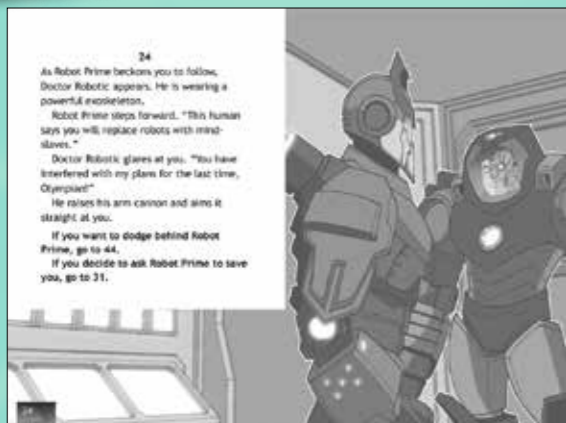 24
As Robot Prime beckons you to follow,
Doctor Robotic appears. He is wearing a
powerful exoskeleton.
Robot Prime steps forward. "This human
says you will replace robots with mind-
slaves."
Doctor Robotic glares at you. "You have
interfered with my plans for the last time,
Olympian!"
He raises his arm cannon and aims it
straight at you.
If you want to dodge behind Robot
Prime, go to 44.
If you decide to ask Robot Prime to save
you, go to 31.
24